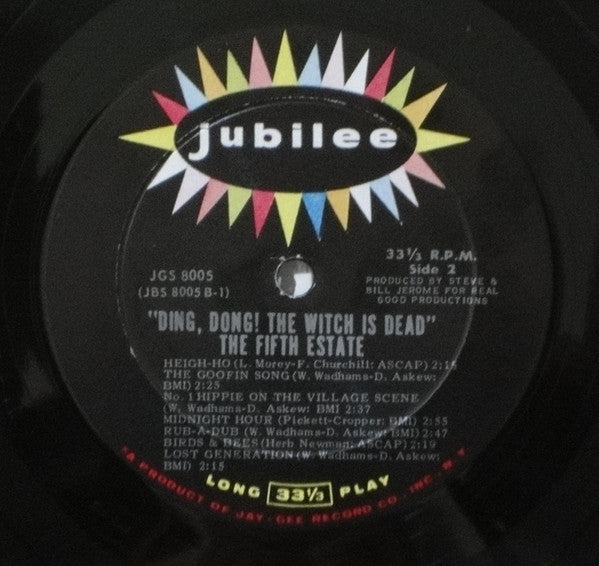 jubilee
33⅓ R.P.M.
Side 2
JGS 8005
(JBS 8005 B-1)
PRODUCED BY STEVE &
BILL JEROME FOR REAL
GOOD PRODUCTIONS
"DING, DONG! THE WITCH IS DEAD"
THE FIFTH ESTATE
HEIGH-HO (L. Morey-F. Churchill: ASCAP) 2:15
THE GOOFIN SONG (W. Wadhams-D. Askew:
BMI) 2:25
No. 1 HIPPIE ON THE VILLAGE SCENE
(W. Wadhams-D. Askew: BMI 2:37
MIDNIGHT HOUR (Pickett-Cropper: BMI) 2:55
RUB-A-DUB (W. Wadhams-D. Askew: BMI) 2:47
BIRDS & BEES (Herb Newman: ASCAP) 2:19
LOST GENERATION (W. Wadhams-D. Askew:
BMI) 2:15
LONG 33⅓ PLAY
A PRODUCT OF JAY-GEE RECORD CO., INC., N.Y.